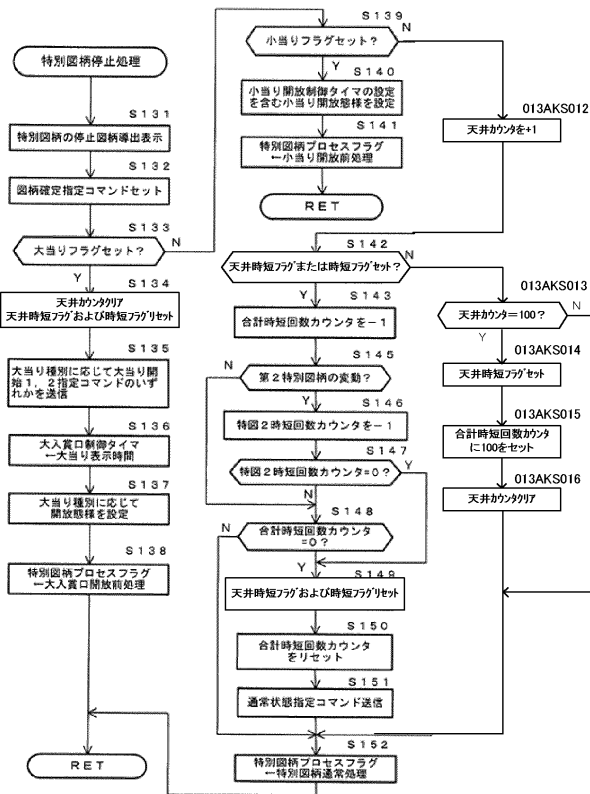 特別図柄停止処理
S131
特別図柄の停止図柄導出表示
S132
図柄確定指定コマンドセット
S133
大当りフラグセット？
N
Y
S134
天井カウンタクリア
天井時短フラグおよび時短フラグリセット
S135
大当り種別に応じて大当り開
始1，2指定コマンドのいず
れかを送信
S136
大入賞口制御タイマ
←大当り表示時間
S137
大当り種別に応じて
開放態様を設定
S138
特別図柄プロセスフラグ
←大入賞口開放前処理
RET
S139
小当りフラグセット？
N
Y
S140
小当り開放制御タイマの設定
を含む小当り開放態様を設定
S141
特別図柄プロセスフラグ
←小当り開放前処理
RET
013AKS012
天井カウンタを+1
S142
天井時短フラグまたは時短フラグセット？
N
Y
S143
合計時短回数カウンタを－1
S145
N
第2特別図柄の変動？
Y
S146
特図2時短カウンタを－1
S147
特図2時短回数カウンタ=0？
Y
N
S148
N
合計時短回数カウンタ
=0？
Y
S149
天井時短フラグおよび時短フラグリセット
S150
合計時短回数カウンタ
をリセット
S151
通常状態指定コマンド送信
S152
特別図柄プロセスフラグ
←特別図柄通常処理
013AKS013
天井カウンタ＝100？
N
Y
013AKS014
天井時短フラグセット
013AKS015
合計時短回数カウンタ
に100をセット
013AKS016
天井カウンタクリア